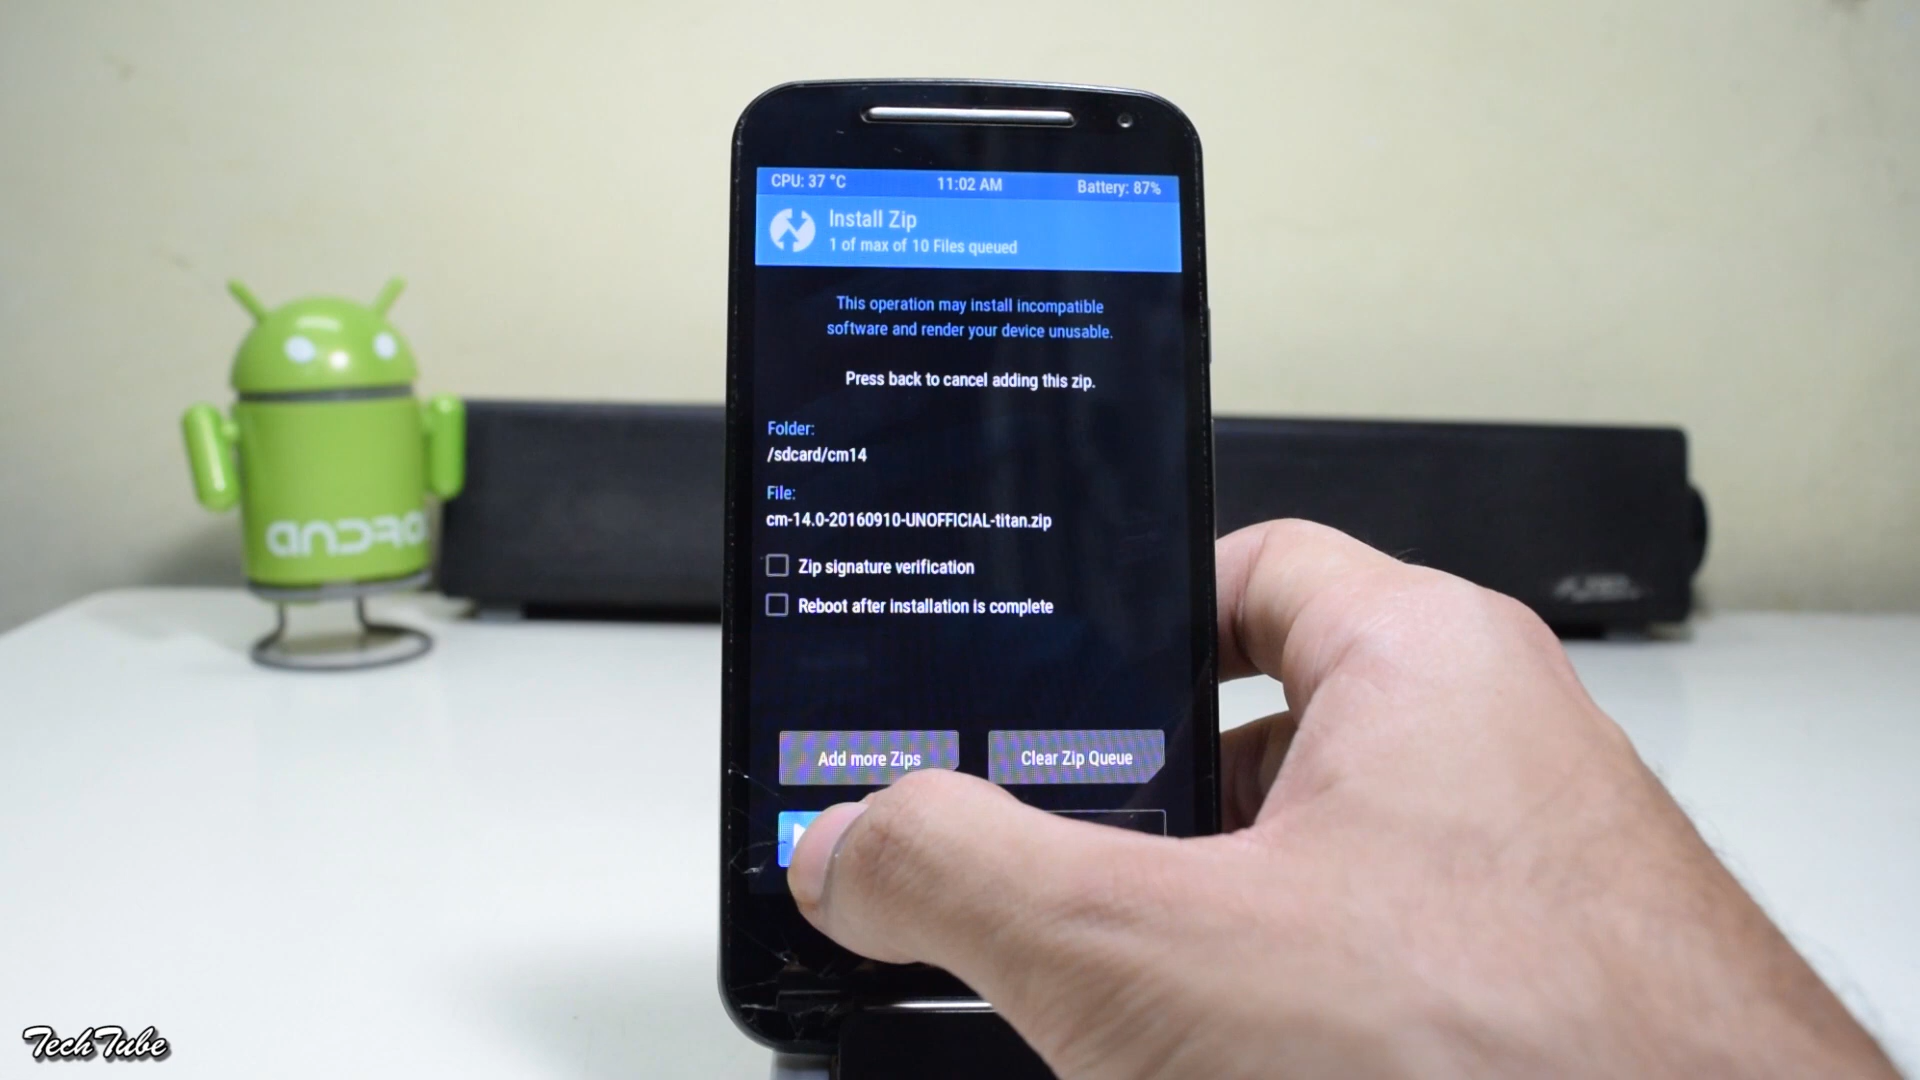 CPU: 37 °C 11:02 AM Battery: 87%
Install Zip
1 of max of 10 Files queued
This operation may install incompatible
software and render your device unusable.
Press back to cancel adding this zip.
Folder:
/sdcard/cm14
File:
cm-14.0-20160910-UNOFFICIAL-titan.zip
Zip signature verification
Reboot after installation is complete
Add more Zips Clear Zip Queue
ANDRO
TechTube